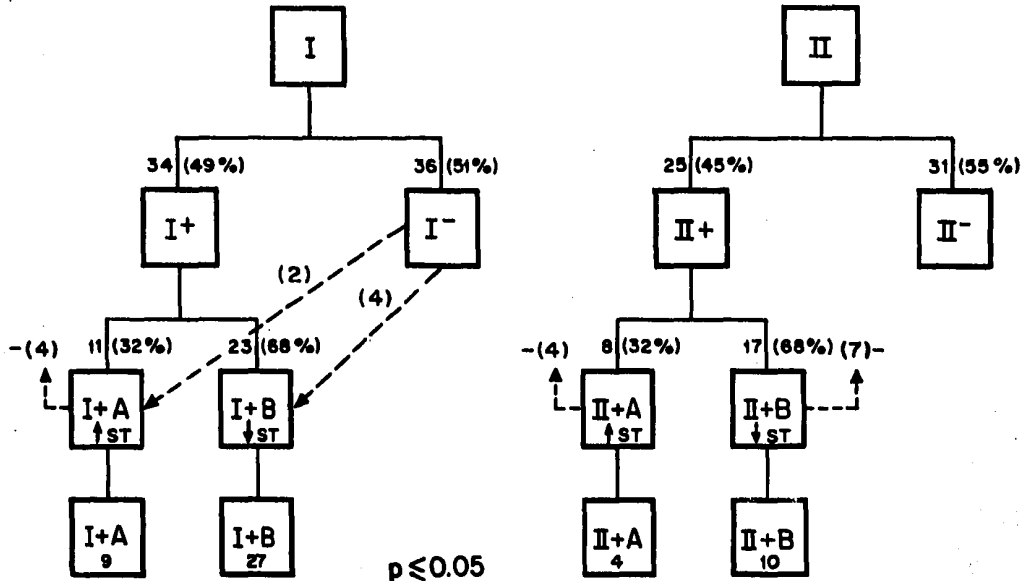 I II
34 (49%) 36 (51%) 25 (45%) 31 (55%)
I+ I- II+ II-
(2)
(4)
-(4) 11 (32%) 23 (68%) -(4) 8 (32%) 17 (68%) (7)-
I+A I+B II+A II+B
↑ST ↓ST ↑ST ↓ST
I+A I+B II+A II+B
9 27 4 10
p≤0.05